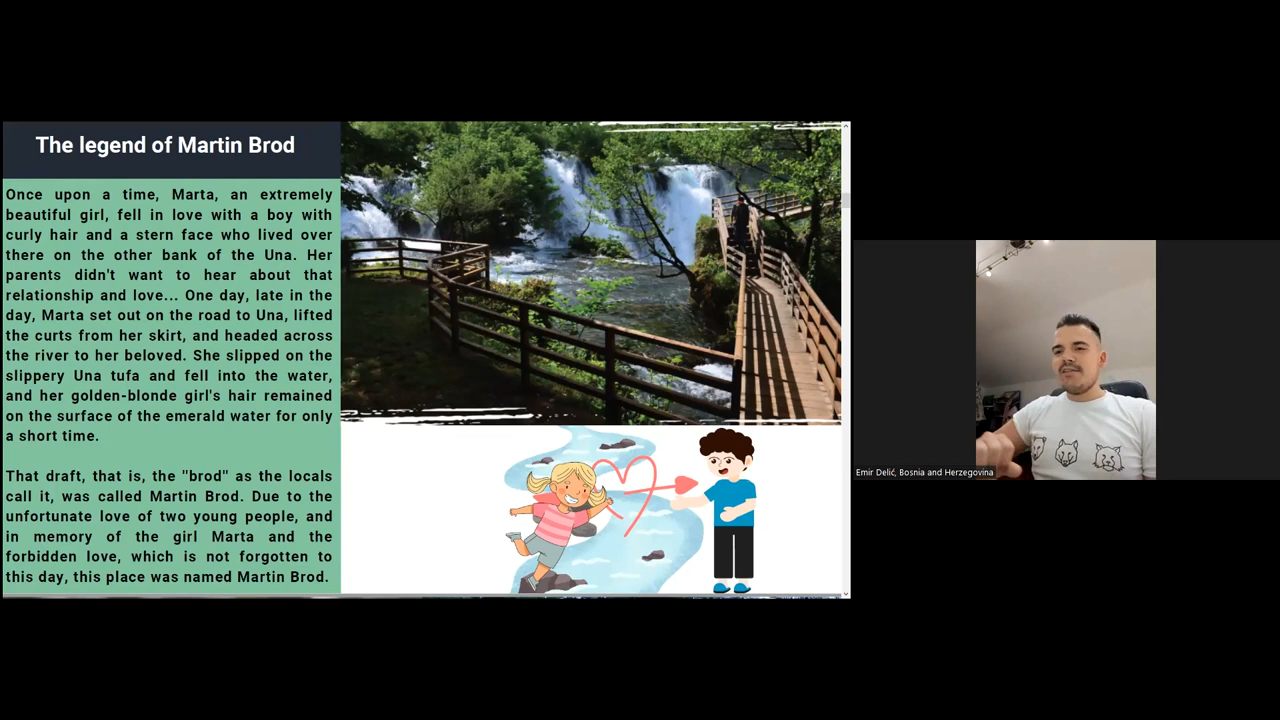 The legend of Martin Brod
Once upon a time, Marta, an extremely
beautiful girl, fell in love with a boy with
curly hair and a stern face who lived over
there on the other bank of the Una. Her
parents didn't want to hear about that
relationship and love... One day, late in the
day, Marta set out on the road to Una, lifted
the curts from her skirt, and headed across
the river to her beloved. She slipped on the
slippery Una tufa and fell into the water,
and her golden-blonde girl's hair remained
on the surface of the emerald water for only
a short time.
That draft, that is, the "brod" as the locals
call it, was called Martin Brod. Due to the
unfortunate love of two young people, and
in memory of the girl Marta and the
forbidden love, which is not forgotten to
this day, this place was named Martin Brod.
Emir Delić, Bosnia and Herzegovina